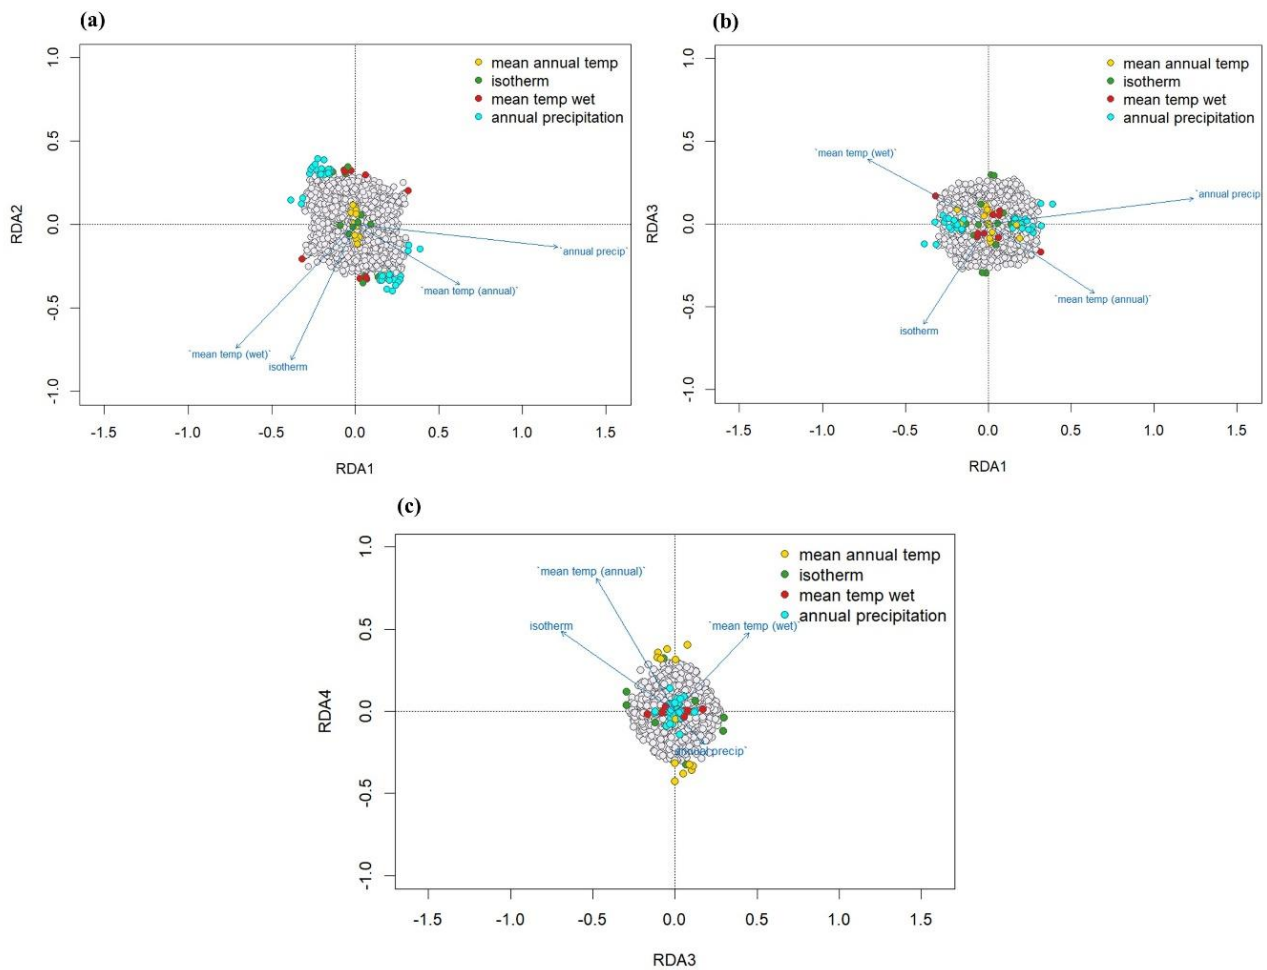 (a)
1.0
0.5
0.0
-0.5
-1.0
RDA2
mean annual temp
isotherm
mean temp wet
annual precipitation
`annual precip`
`mean temp (annual)`
`mean temp (wet)`
isotherm
-1.5 -1.0 -0.5 0.0 0.5 1.0 1.5
RDA1
(b)
1.0
0.5
0.0
-0.5
-1.0
RDA3
mean annual temp
isotherm
mean temp wet
annual precipitation
`mean temp (wet)`
`annual precip
`mean temp (annual)`
isotherm
-1.5 -1.0 -0.5 0.0 0.5 1.0 1.5
RDA1
(c)
1.0
0.5
0.0
-0.5
-1.0
RDA4
mean annual temp
isotherm
mean temp wet
annual precipitation
`mean temp (annual)`
isotherm
`mean temp (wet)`
`annual precip`
-1.5 -1.0 -0.5 0.0 0.5 1.0 1.5
RDA3